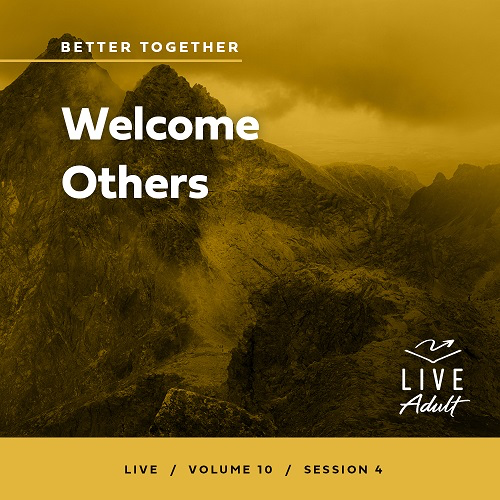 BETTER TOGETHER
Welcome
Others
LIVE
Adult
LIVE / VOLUME 10 / SESSION 4